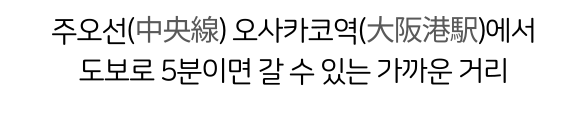 주오선(中央線) 오사카코역(大阪港駅)에서
도보로 5분이면 갈 수 있는 가까운 거리